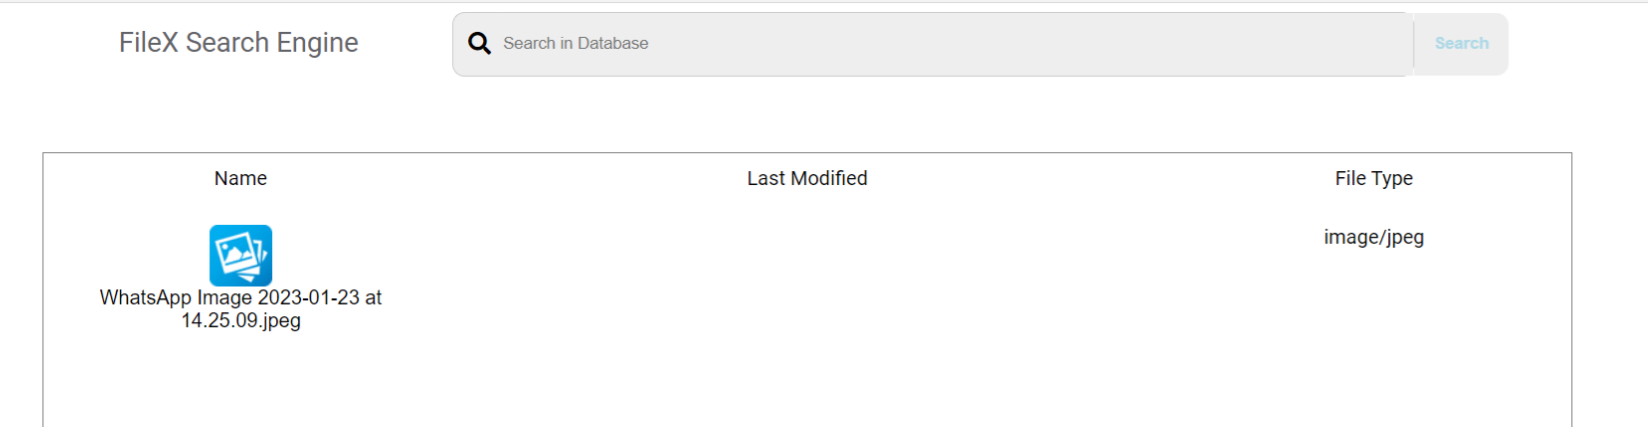 FileX Search Engine
Search in Database
Search
Name
Last Modified
File Type
image/jpeg
WhatsApp Image 2023-01-23 at
14.25.09.jpeg